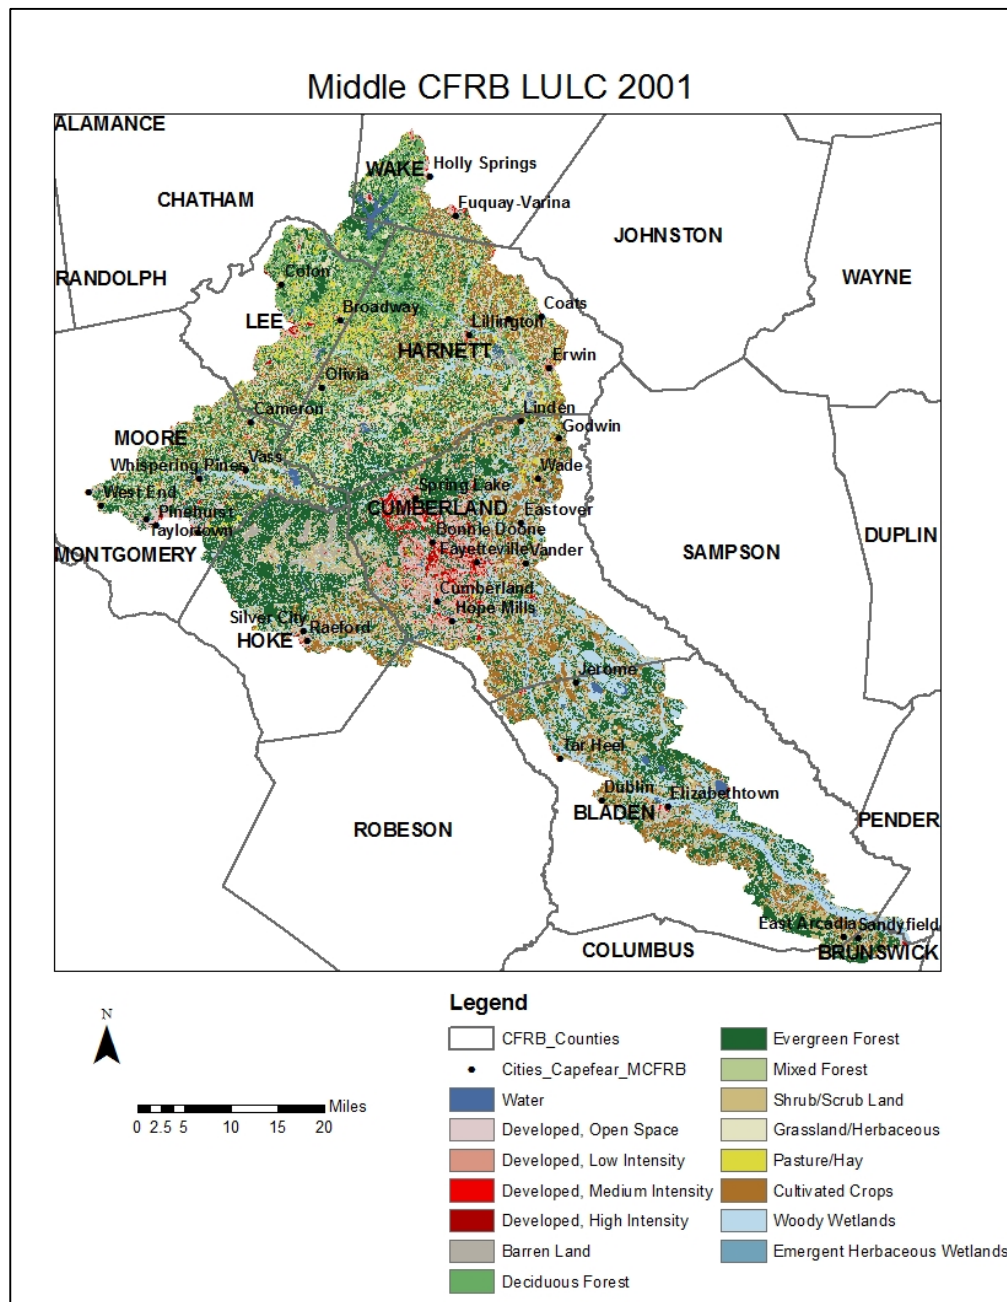 Middle CFRB LULC 2001
ALAMANCE
WAKE
Holly Springs
CHATHAM
Fuquay-Varina
JOHNSTON
RANDOLPH
Colon
WAYNE
Broadway
Coats
LEE
Lillington
HARNETT
Erwin
Olivia
Cameron
Linden
MOORE
Godwin
Vass
Whispering Pines
Wade
West End
Spring Lake
Pinehurst
CUMBERLAND
Eastover
Taylortown
Bonnie Doone
DUPLIN
MONTGOMERY
Fayetteville
Vander
SAMPSON
Cumberland
Hope Mills
Silver City
Raeford
HOKE
Jerome
Tar Heel
Dublin
Elizabethtown
BLADEN
PENDER
ROBESON
East Arcadia
Sandyfield
COLUMBUS
BRUNSWICK
N
Miles
0 2.5 5 10 15 20
Legend
CFRB_Counties
Cities_Capefear_MCFRB
Water
Developed, Open Space
Developed, Low Intensity
Developed, Medium Intensity
Developed, High Intensity
Barren Land
Deciduous Forest
Evergreen Forest
Mixed Forest
Shrub/Scrub Land
Grassland/Herbaceous
Pasture/Hay
Cultivated Crops
Woody Wetlands
Emergent Herbaceous Wetlands